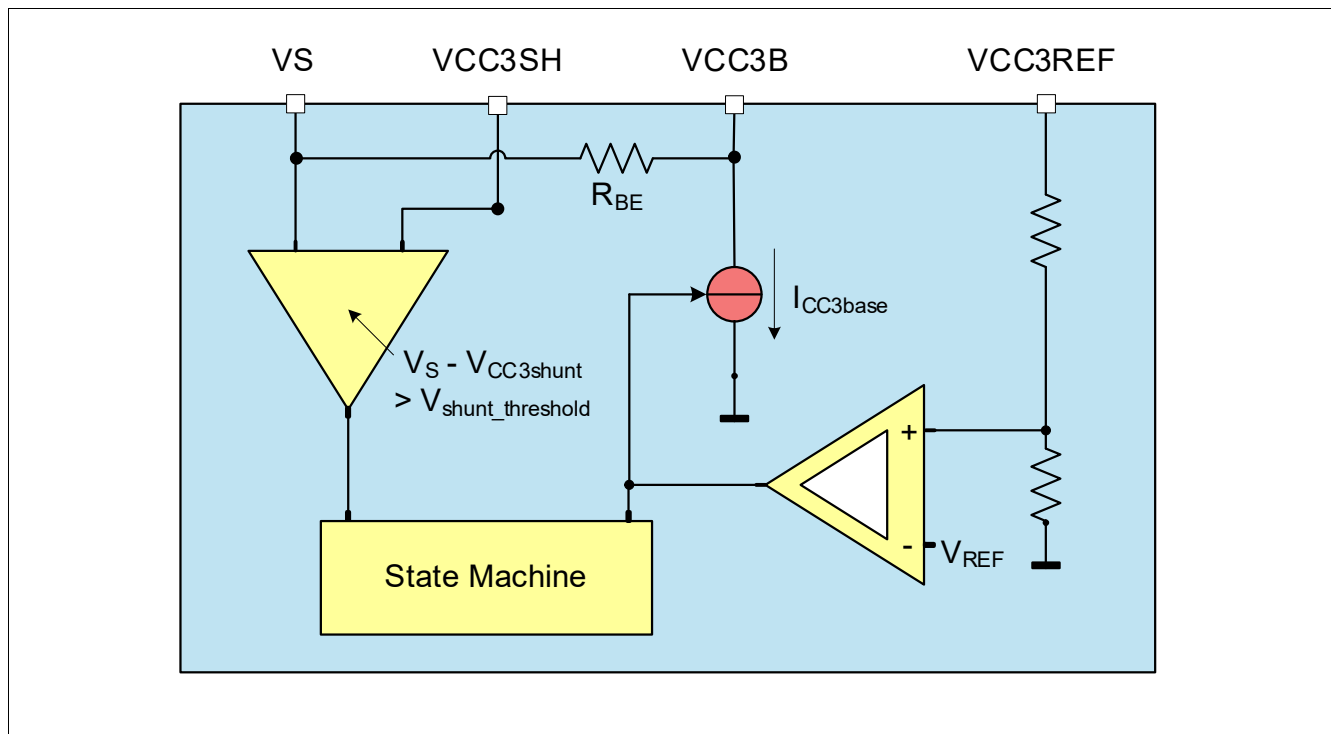 VS VCC3SH VCC3B VCC3REF
RBE
ICC3base
VS - VCC3shunt
> Vshunt_threshold
+
- VREF
State Machine